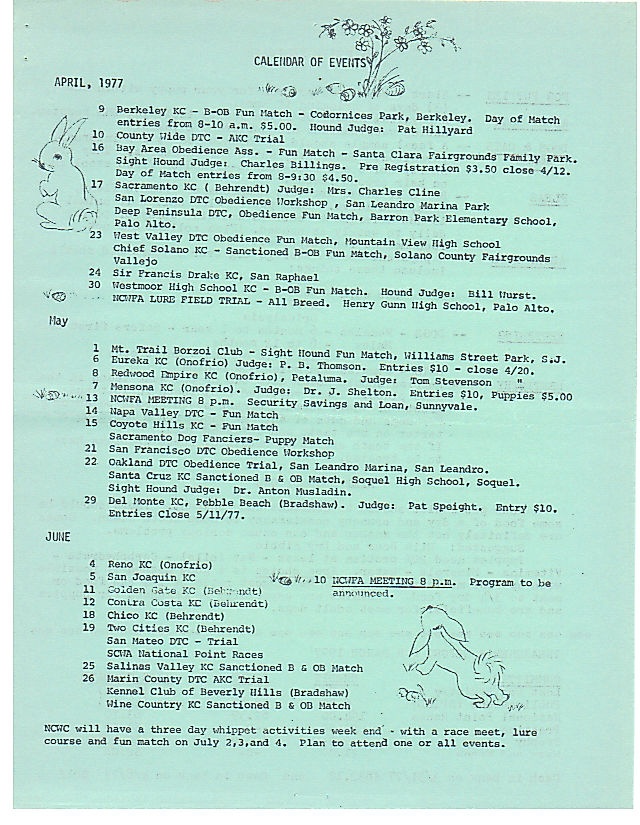 CALENDAR OF EVENTS
APRIL, 1977
9 Berkeley KC - B-OB Fun Match - Codornices Park, Berkeley. Day of Match
entries from 8-10 a.m. $5.00. Hound Judge: Pat Hillyard
10 County Wide DTC - AKC Trial
16 Bay Area Obedience Ass. - Fun Match - Santa Clara Fairgrounds Family Park.
Sight Hound Judge: Charles Billings. Pre Registration $3.50 close 4/12.
Day of Match entries from 8-9:30 $4.50.
17 Sacramento KC ( Behrendt) Judge: Mrs. Charles Cline
San Lorenzo DTC Obedience Workshop , San Leandro Marina Park
Deep Peninsula DTC, Obedience Fun Match, Barron Park Elementary School,
Palo Alto.
23 West Valley DTC Obedience Fun Match, Mountain View High School
Chief Solano KC - Sanctioned B-OB Fun Match, Solano County Fairgrounds
Vallejo
24 Sir Francis Drake KC, San Raphael
30 Westmoor High School KC - B-OB Fun Match. Hound Judge: Bill Wurst.
NCWFA LURE FIELD TRIAL - All Breed. Henry Gunn High School, Palo Alto.
May
1 Mt. Trail Borzoi Club - Sight Hound Fun Match, Williams Street Park, S.J.
6 Eureka KC (Onofrio) Judge: P. B. Thomson. Entries $10 - close 4/20.
8 Redwood Empire KC (Onofrio), Petaluma. Judge: Tom Stevenson "
7 Mensona KC (Onofrio). Judge: Dr. J. Shelton. Entries $10, Puppies $5.00
13 NCWFA MEETING 8 p.m. Security Savings and Loan, Sunnyvale.
14 Napa Valley DTC - Fun Match
15 Coyote Hills KC - Fun Match
Sacramento Dog Fanciers- Puppy Match
21 San Francisco DTC Obedience Workshop
22 Oakland DTC Obedience Trial, San Leandro Marina, San Leandro.
Santa Cruz KC Sanctioned B & OB Match, Soquel High School, Soquel.
Sight Hound Judge: Dr. Anton Musladin.
29 Del Monte KC, Pebble Beach (Bradshaw). Judge: Pat Speight. Entry $10.
Entries Close 5/11/77.
JUNE
4 Reno KC (Onofrio)
5 San Joaquin KC
10 NCWFA MEETING 8 p.m. Program to be
announced.
11 Golden Gate KC (Behrendt)
12 Contra Costa KC (Behrendt)
18 Chico KC (Behrendt)
19 Two Cities KC (Behrendt)
San Mateo DTC - Trial
SCWA National Point Races
25 Salinas Valley KC Sanctioned B & OB Match
26 Marin County DTC AKC Trial
Kennel Club of Beverly Hills (Bradshaw)
Wine Country KC Sanctioned B & OB Match
NCWC will have a three day whippet activities week end - with a race meet, lure
course and fun match on July 2,3,and 4. Plan to attend one or all events.